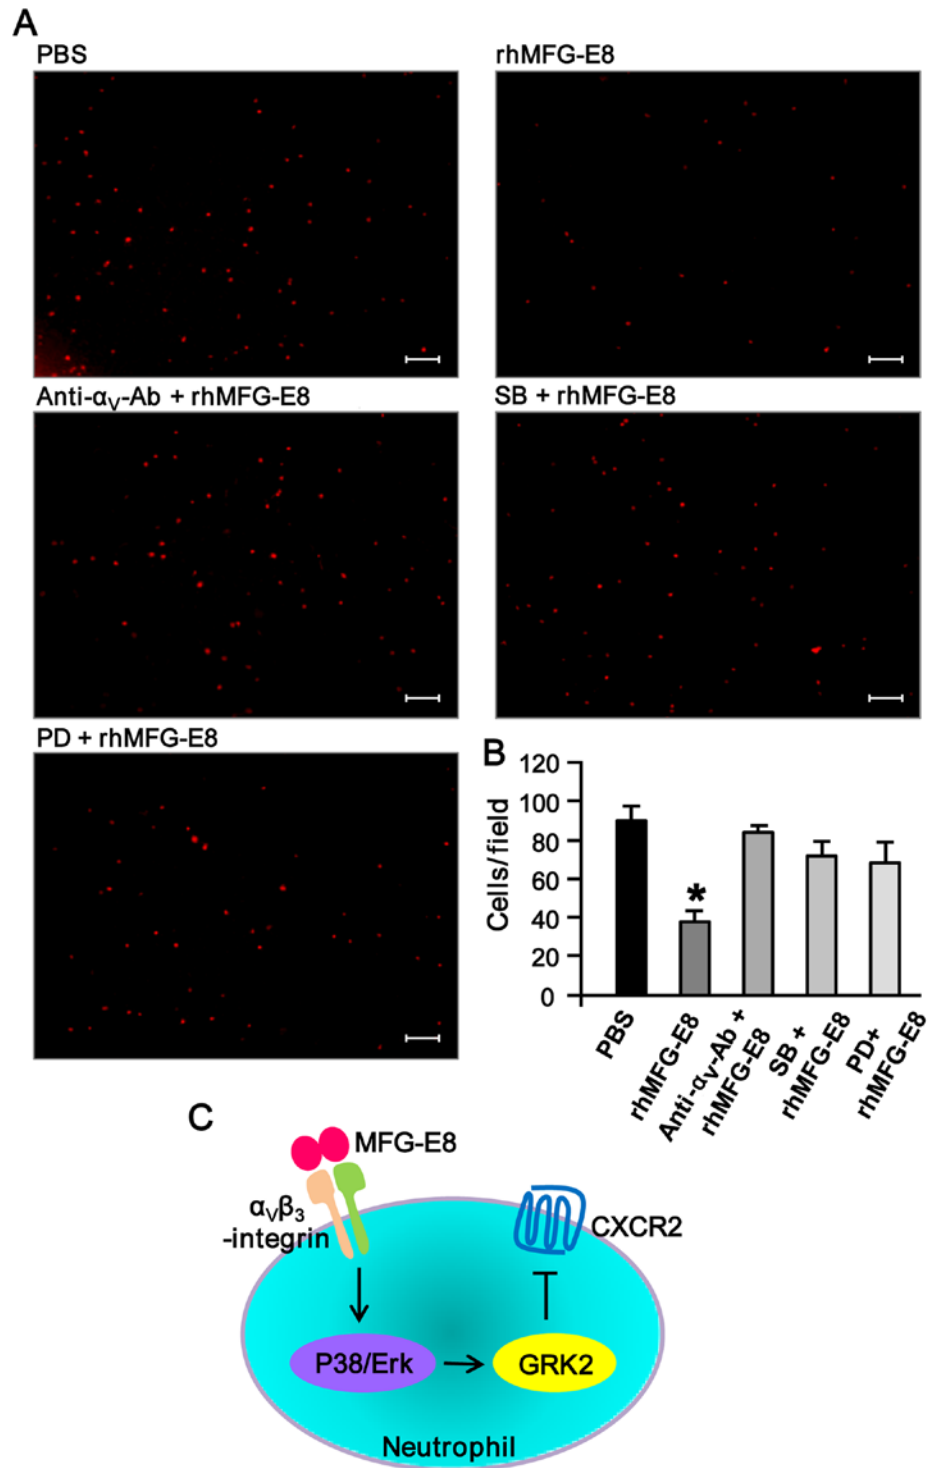 A
PBS
rhMFG-E8
Anti-αV-Ab + rhMFG-E8
SB + rhMFG-E8
PD + rhMFG-E8
B
120
100
80
60
40
20
0
Cells/field
*
PBS
rhMFG-E8
Anti-αV-Ab +
rhMFG-E8
SB +
rhMFG-E8
PD+
rhMFG-E8
C
MFG-E8
αVβ3
-integrin
CXCR2
P38/Erk
GRK2
Neutrophil